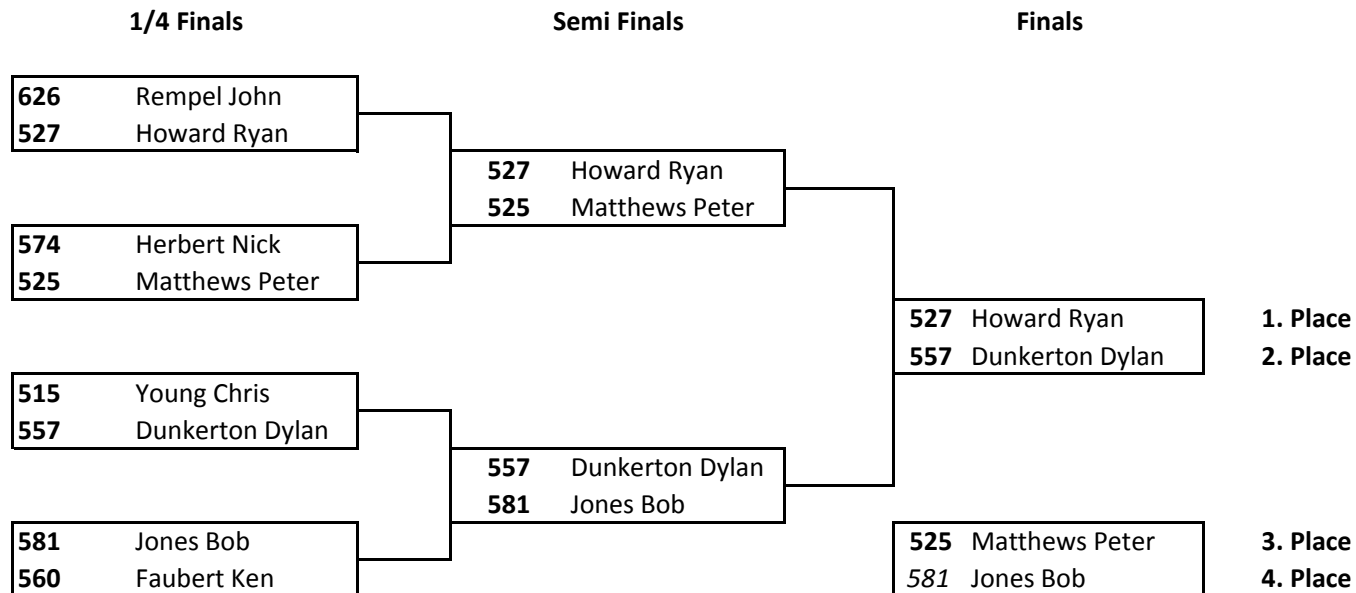 1/4 Finals Semi Finals Finals
626 Rempel John
527 Howard Ryan
527 Howard Ryan
525 Matthews Peter
574 Herbert Nick
525 Matthews Peter
527 Howard Ryan 1. Place
557 Dunkerton Dylan 2. Place
515 Young Chris
557 Dunkerton Dylan
557 Dunkerton Dylan
581 Jones Bob
581 Jones Bob
560 Faubert Ken
525 Matthews Peter 3. Place
581 Jones Bob 4. Place